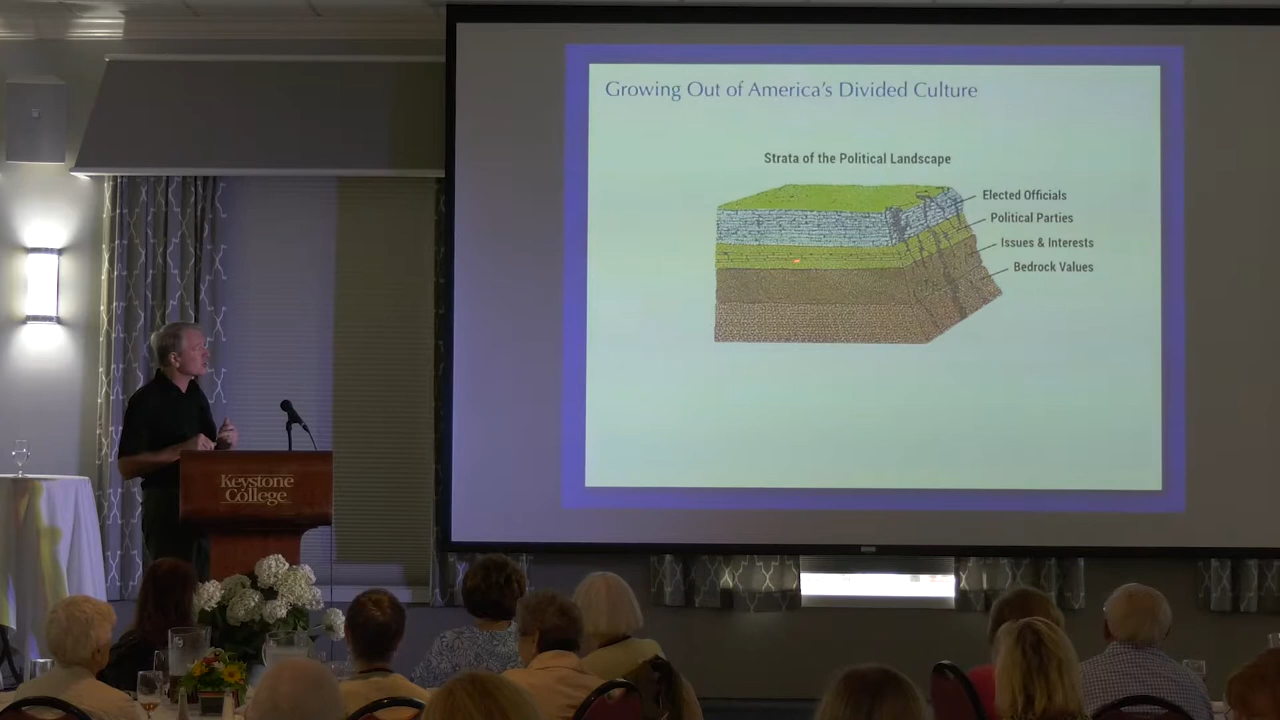 Growing Out of America's Divided Culture
Strata of the Political Landscape
Elected Officials
Political Parties
Issues & Interests
Bedrock Values
Keystone
College